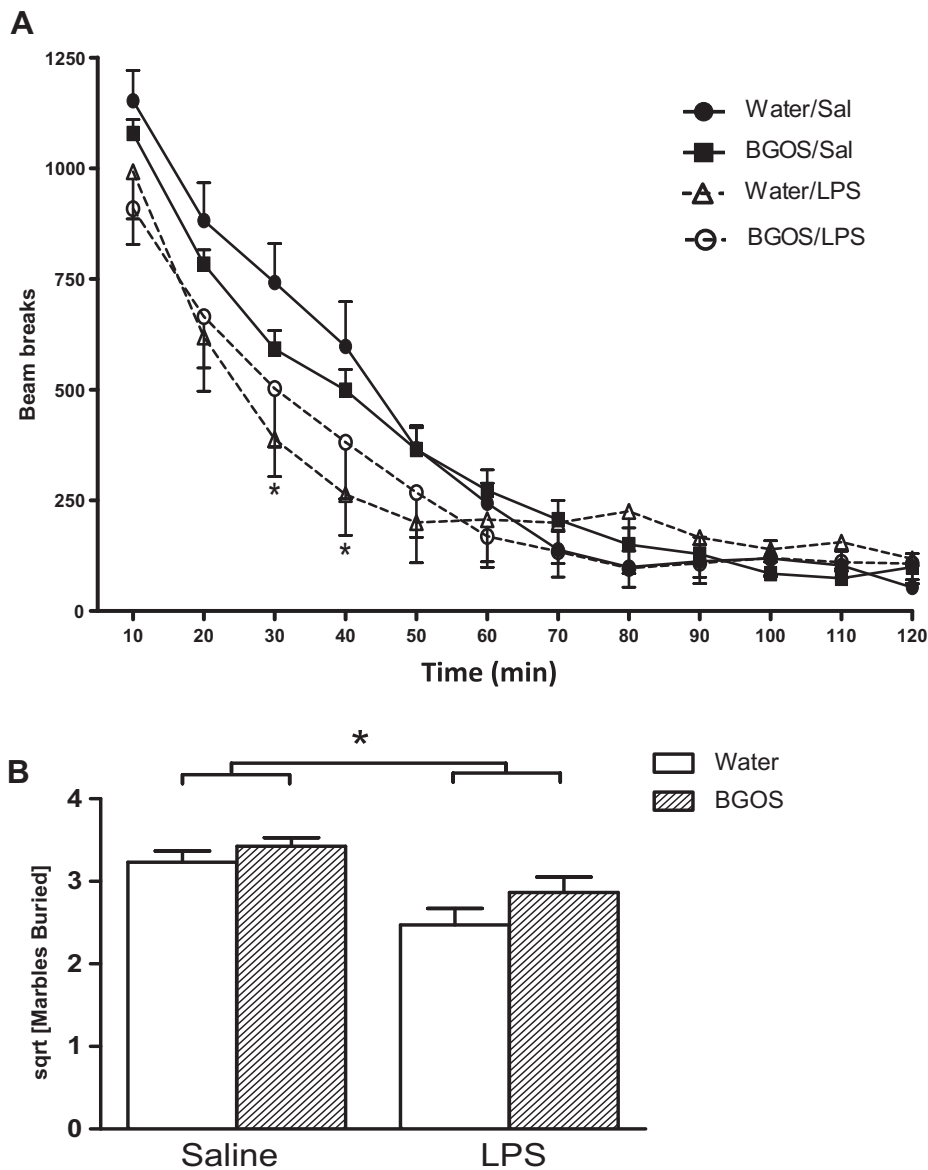 A
1250
1000
750
500
250
0
Beam breaks
Water/Sal
BGOS/Sal
Water/LPS
BGOS/LPS
*
*
10 20 30 40 50 60 70 80 90 100 110 120
Time (min)
B
*
Water
BGOS
4
3
2
1
0
sqrt [Marbles Buried]
Saline LPS